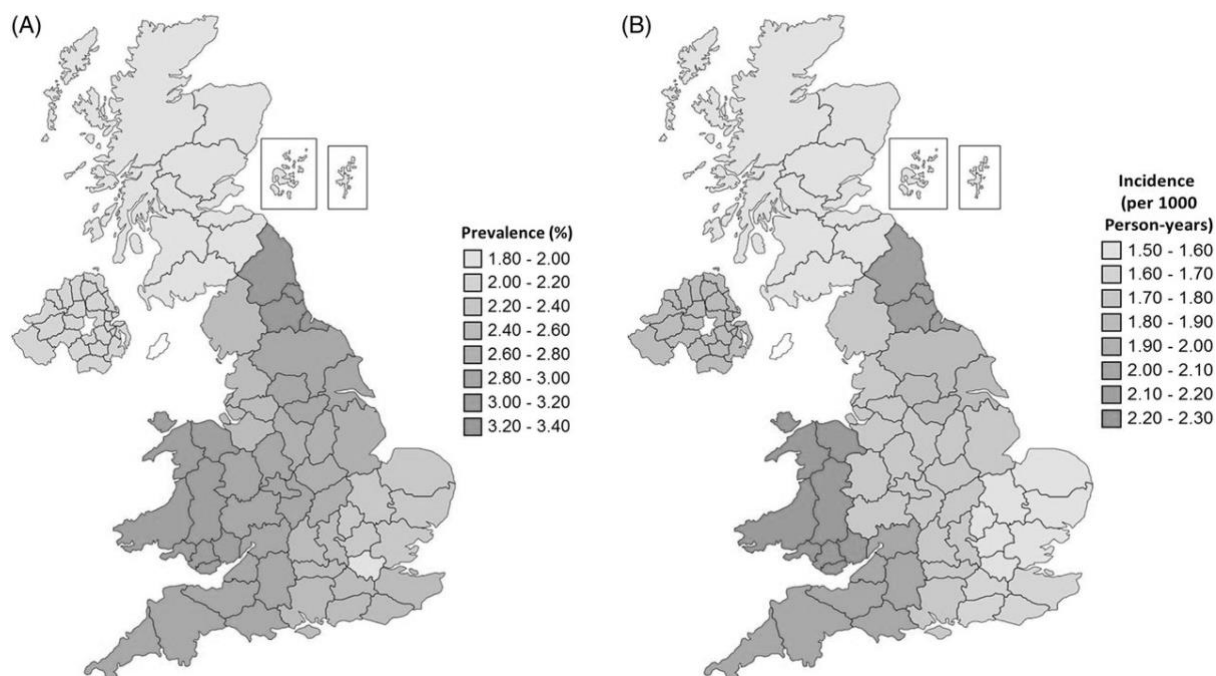 (A)
(B)
Prevalence (%)
1.80 - 2.00
2.00 - 2.20
2.20 - 2.40
2.40 - 2.60
2.60 - 2.80
2.80 - 3.00
3.00 - 3.20
3.20 - 3.40
Incidence
(per 1000
Person-years)
1.50 - 1.60
1.60 - 1.70
1.70 - 1.80
1.80 - 1.90
1.90 - 2.00
2.00 - 2.10
2.10 - 2.20
2.20 - 2.30